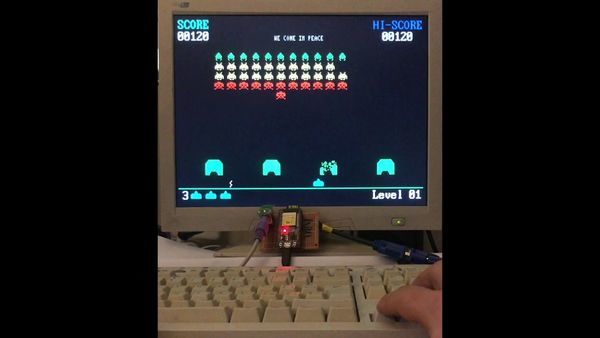 SCORE
00120
HI-SCORE
00120
WE COME IN PEACE
3
Level 01